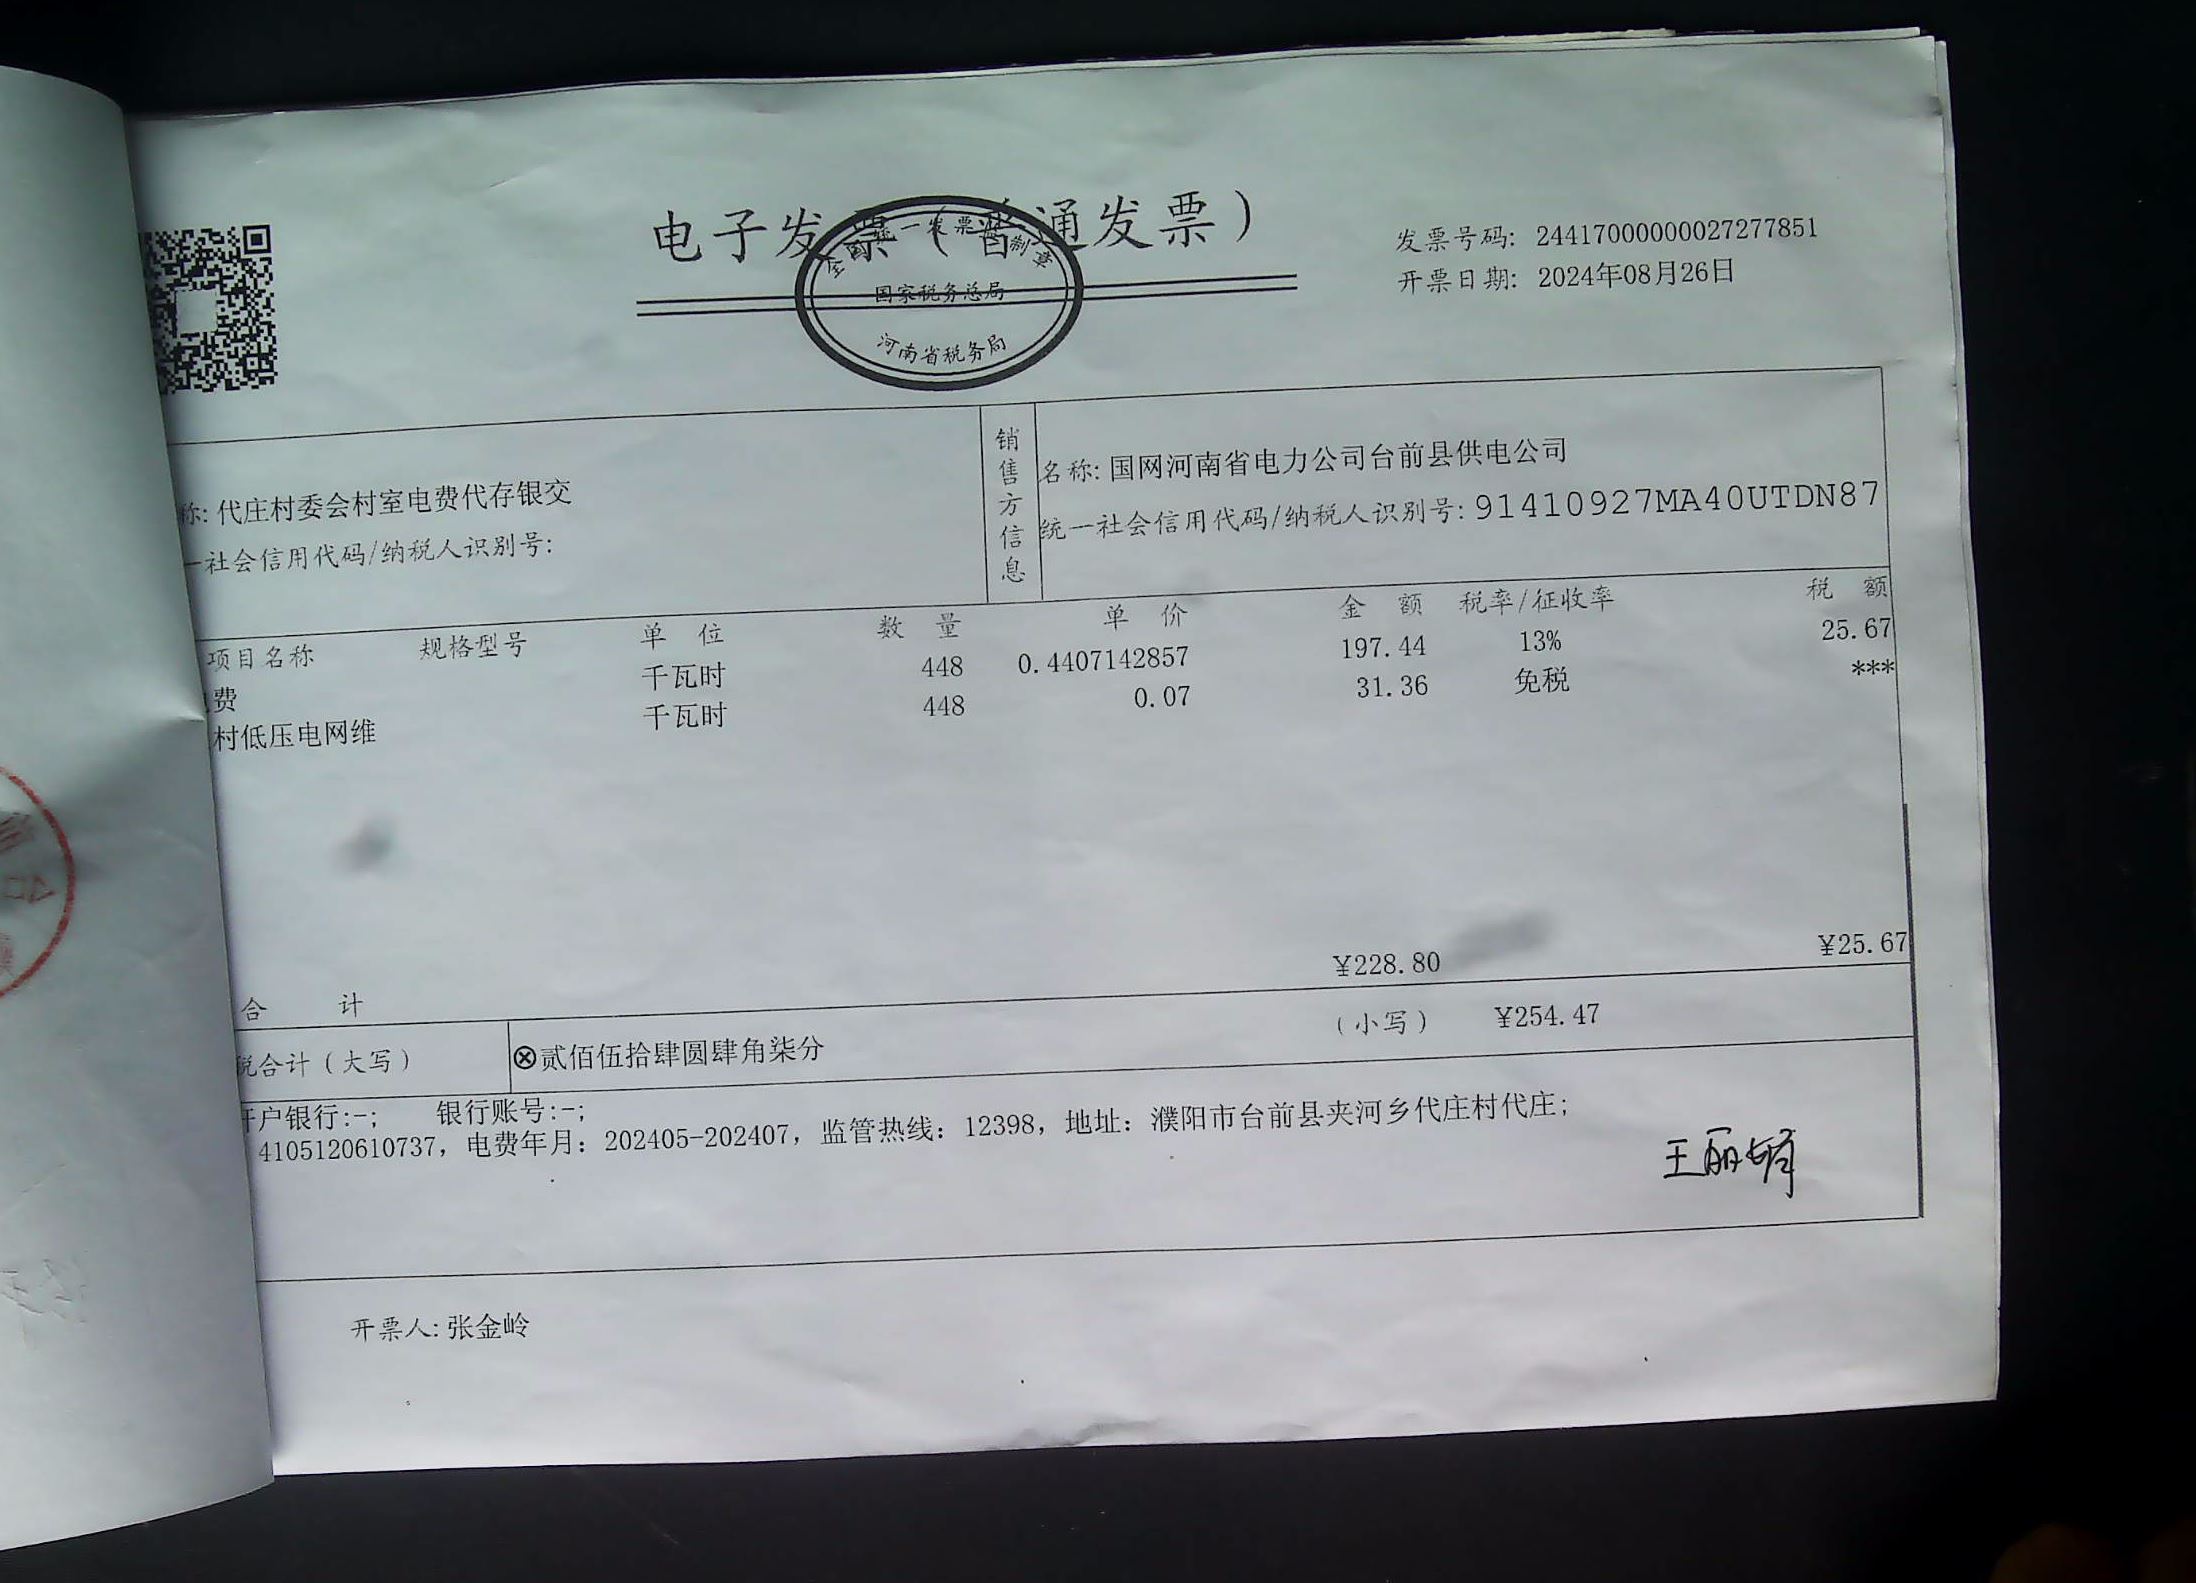 电子发票（普通发票）
全国统一发票监制章
国家税务总局
河南省税务局
发票号码: 24417000000027277851
开票日期: 2024年08月26日
称: 代庄村委会村室电费代存银交
一社会信用代码/纳税人识别号:
销售方信息
名称: 国网河南省电力公司台前县供电公司
统一社会信用代码/纳税人识别号: 91410927MA40UTDN87
项目名称 规格型号 单 位 数 量 单 价 金 额 税率/征收率 税 额
费 千瓦时 448 0.4407142857 197.44 13% 25.67
村低压电网维 千瓦时 448 0.07 31.36 免税 ***
合 计 ¥228.80 ¥25.67
税合计（大写） ⊗贰佰伍拾肆圆肆角柒分 （小写） ¥254.47
户银行:-; 银行账号:-;
4105120610737, 电费年月: 202405-202407, 监管热线: 12398, 地址: 濮阳市台前县夹河乡代庄村代庄;
王丽娟
开票人: 张金岭